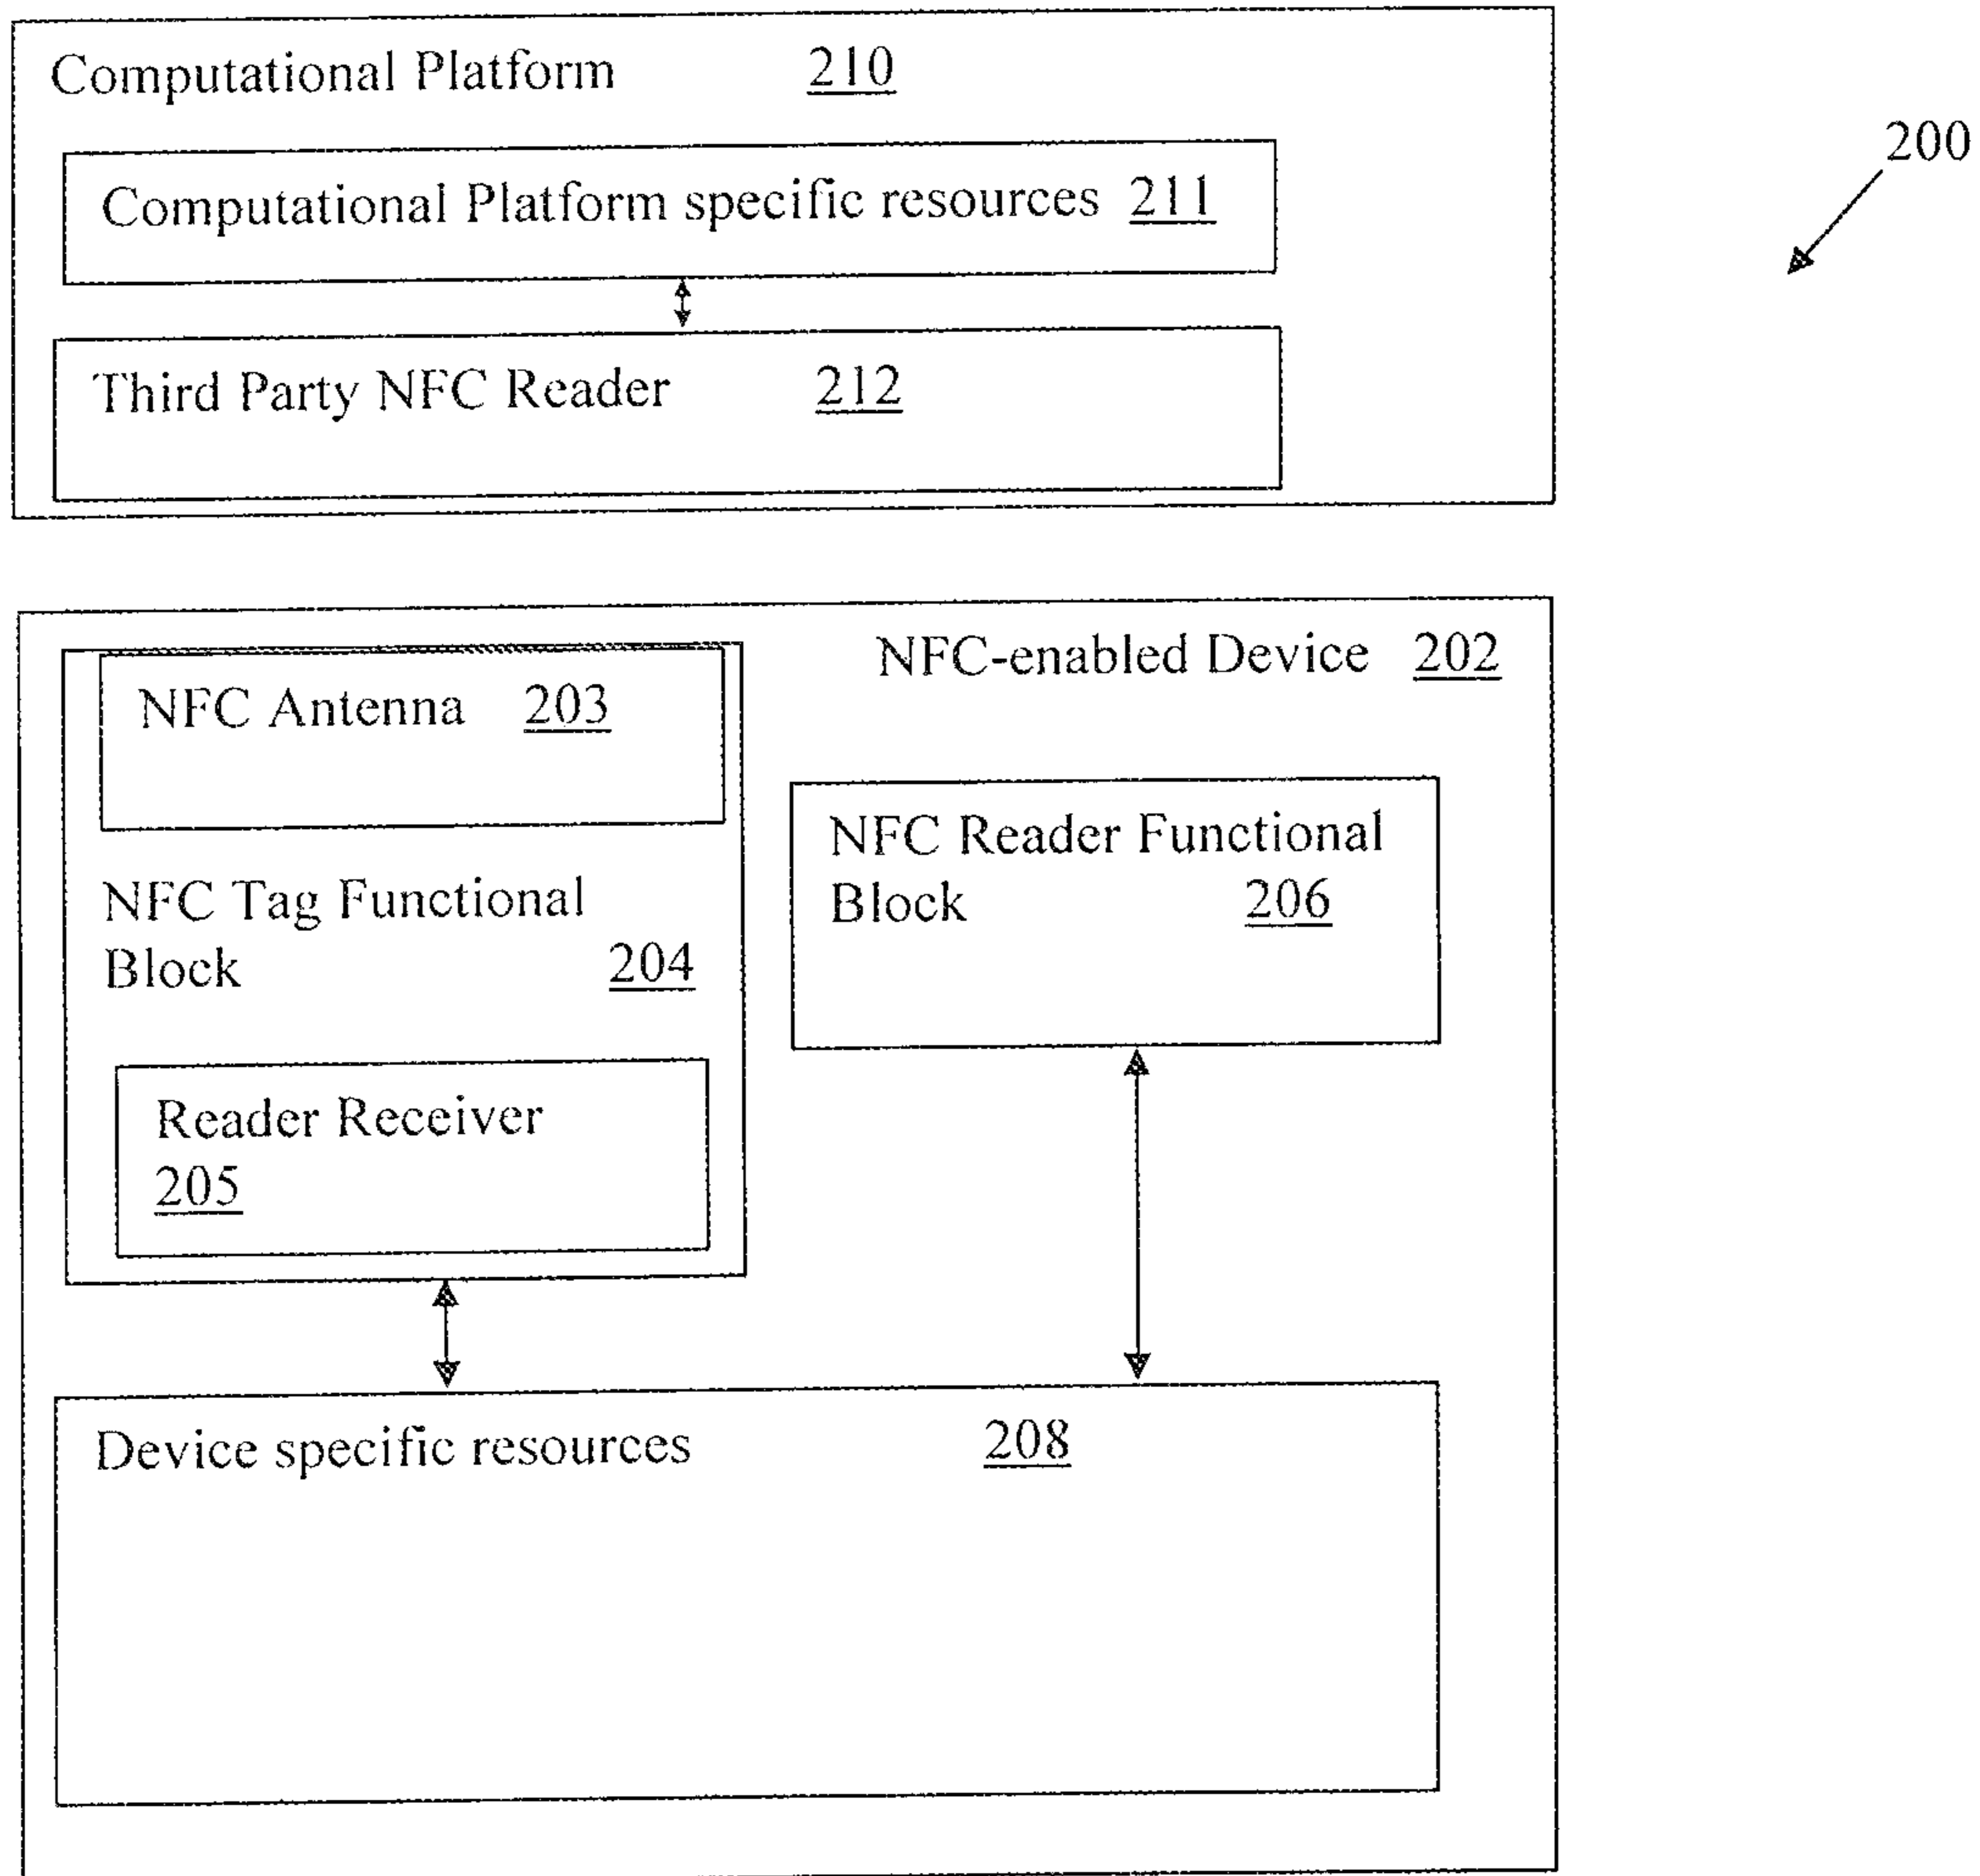 Computational Platform 210
200
Computational Platform specific resources 211
Third Party NFC Reader 212
NFC-enabled Device 202
NFC Antenna 203
NFC Tag Functional
Block 204
Reader Receiver
205
NFC Reader Functional
Block 206
Device specific resources 208